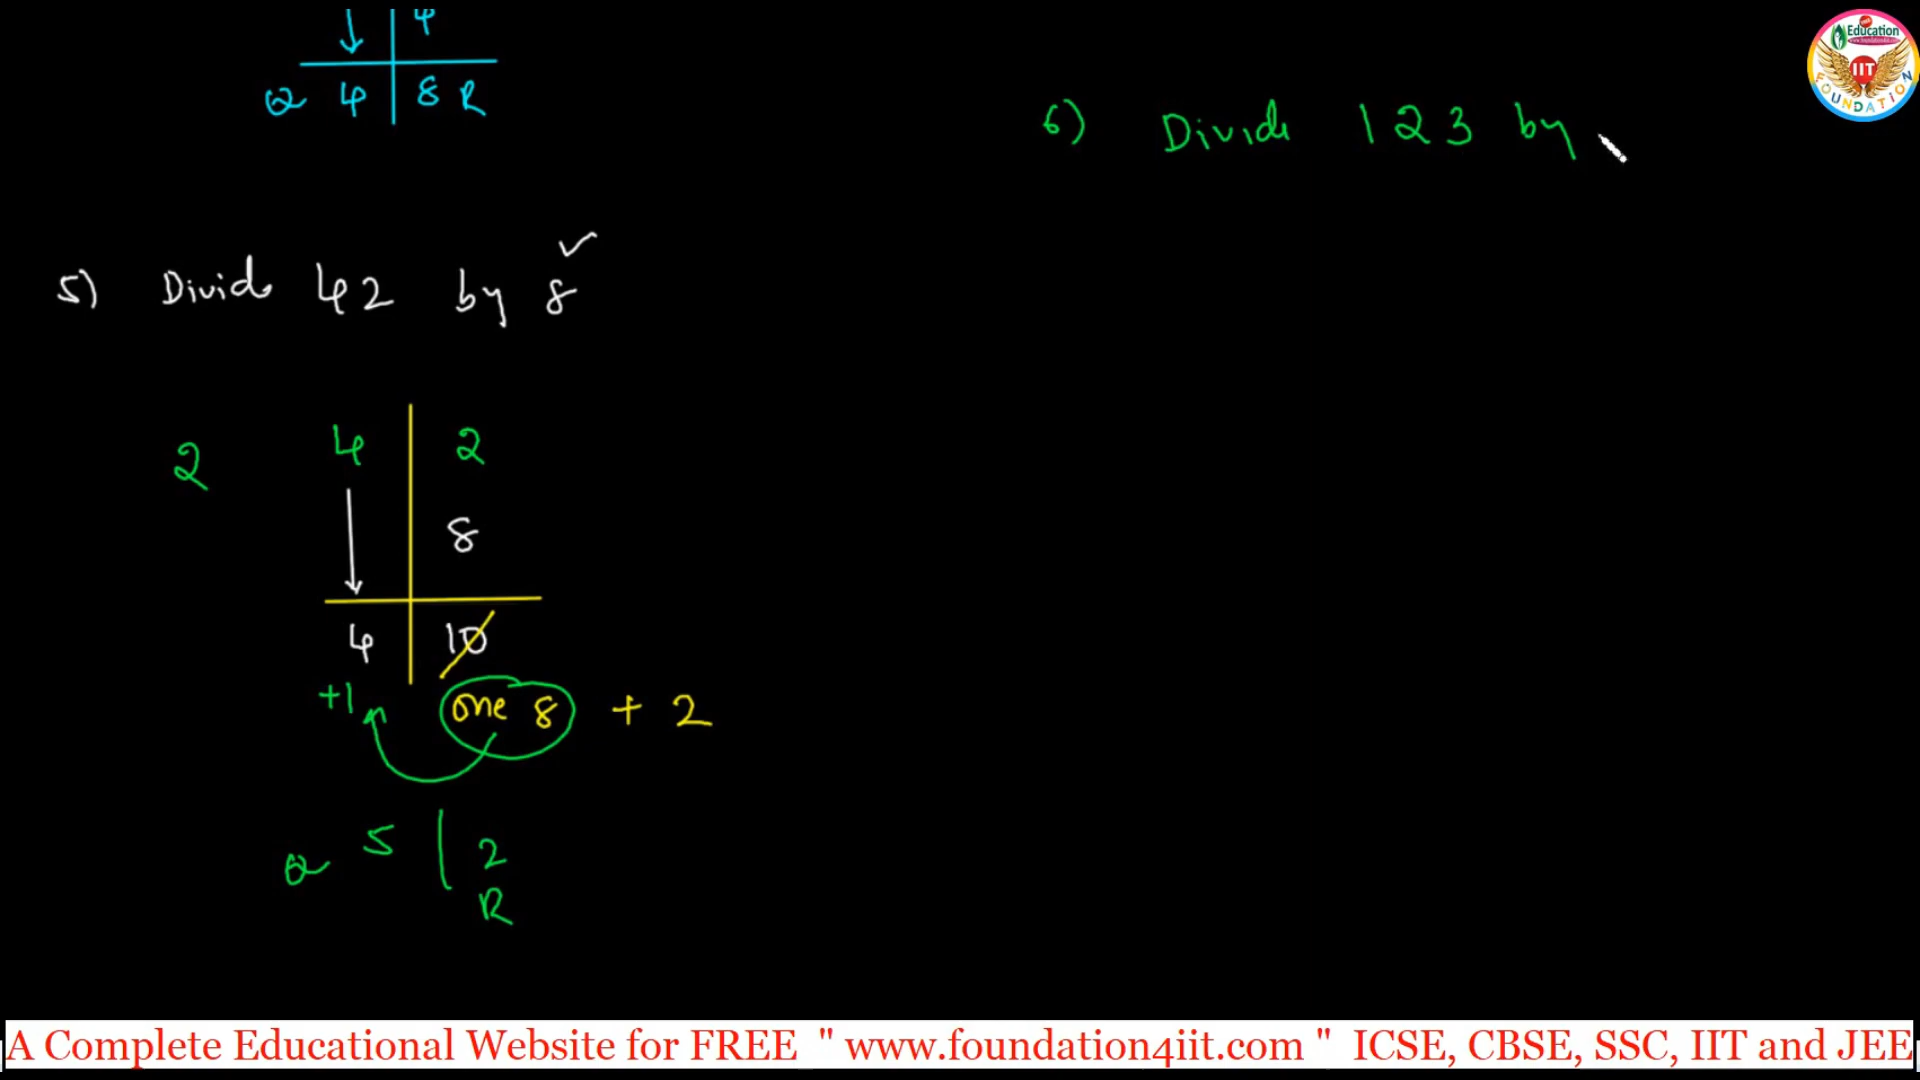 4
Q 4 8 R
5) Divide 42 by 8
2 4 2
8
4 10
+1 one 8 + 2
Q 5 2
R
6) Divide 123 by
FREE
Education
IIT
FOUNDATION
A Complete Educational Website for FREE " www.foundation4iit.com " ICSE, CBSE, SSC, IIT and JEE